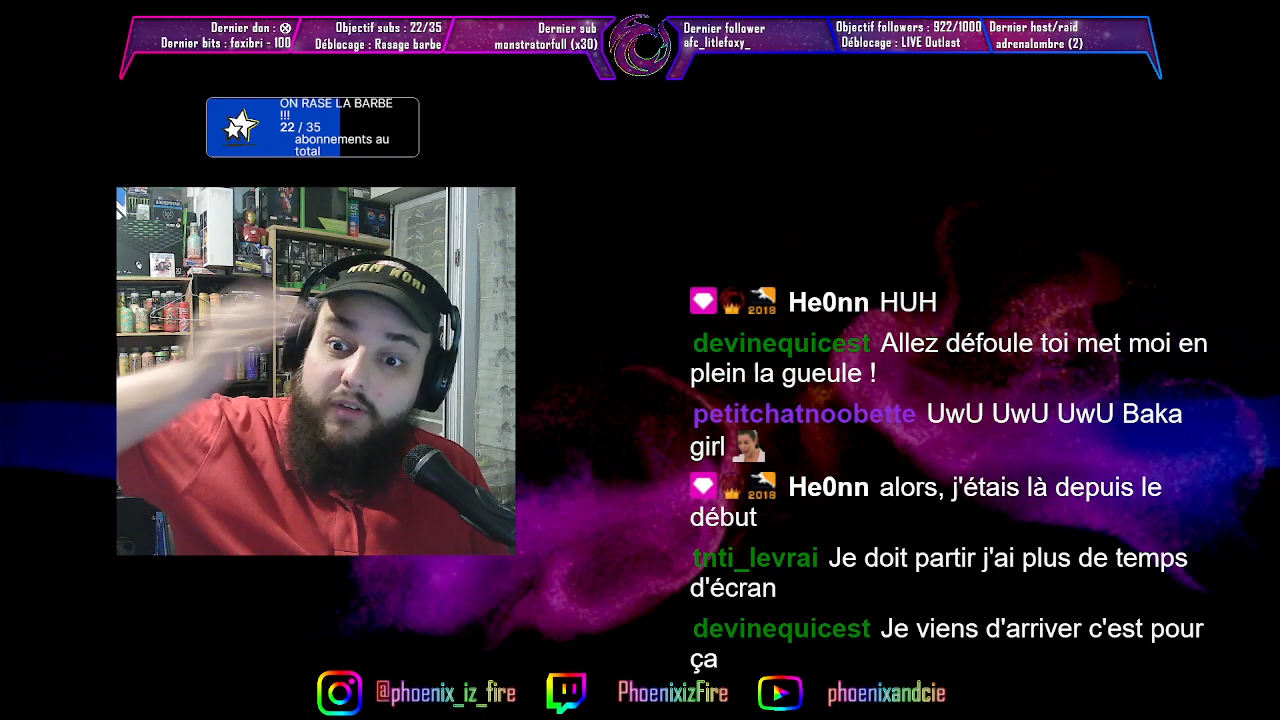 Dernier don : ⊗
Dernier bits : foxibri - 100
Objectif subs : 22/35
Déblocage : Rasage barbe
Dernier sub
monstratorfull (x30)
Dernier follower
afc_litlefoxy_
Objectif followers : 922/1000
Déblocage : LIVE Outlast
Dernier host/raid
adrenalombre (2)
ON RASE LA BARBE
!!!
22 / 35
abonnements au
total
He0nn HUH
2018
devinequicest Allez défoule toi met moi en
plein la gueule !
petitchatnoobette UwU UwU UwU Baka
girl
He0nn alors, j'étais là depuis le
2018
début
tnti_levrai Je doit partir j'ai plus de temps
d'écran
devinequicest Je viens d'arriver c'est pour
ça
@phoenix_iz_fire
PhoenixizFire
phoenixandcie